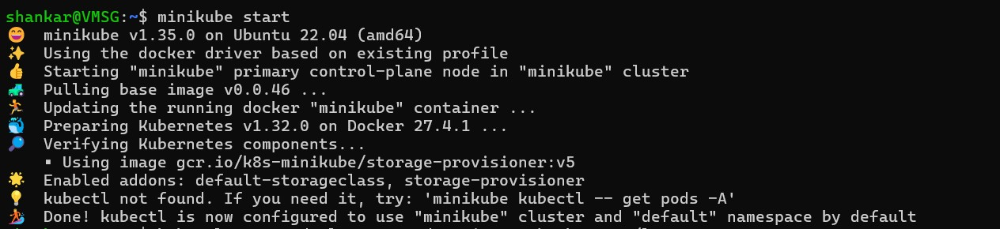 shankar@VMSG:~$ minikube start
😄 minikube v1.35.0 on Ubuntu 22.04 (amd64)
✨ Using the docker driver based on existing profile
👍 Starting "minikube" primary control-plane node in "minikube" cluster
🚜 Pulling base image v0.0.46 ...
🏃 Updating the running docker "minikube" container ...
🐳 Preparing Kubernetes v1.32.0 on Docker 27.4.1 ...
🔎 Verifying Kubernetes components...
▪ Using image gcr.io/k8s-minikube/storage-provisioner:v5
🌟 Enabled addons: default-storageclass, storage-provisioner
💡 kubectl not found. If you need it, try: 'minikube kubectl -- get pods -A'
🏄 Done! kubectl is now configured to use "minikube" cluster and "default" namespace by default